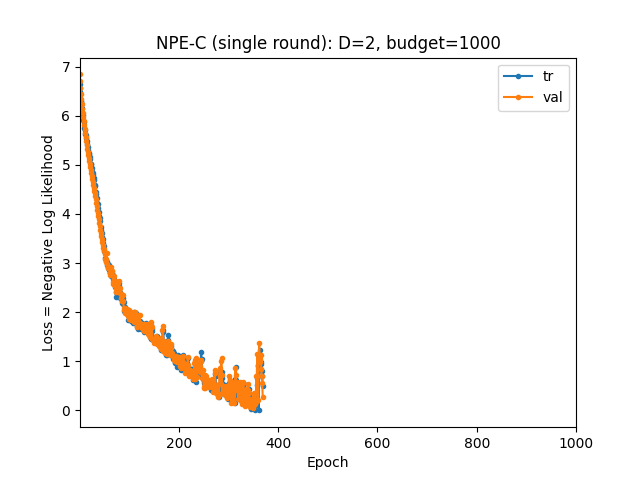 NPE-C (single round): D=2, budget=1000
tr
val
Loss = Negative Log Likelihood
7
6
5
4
3
2
1
0
200
400
600
800
1000
Epoch